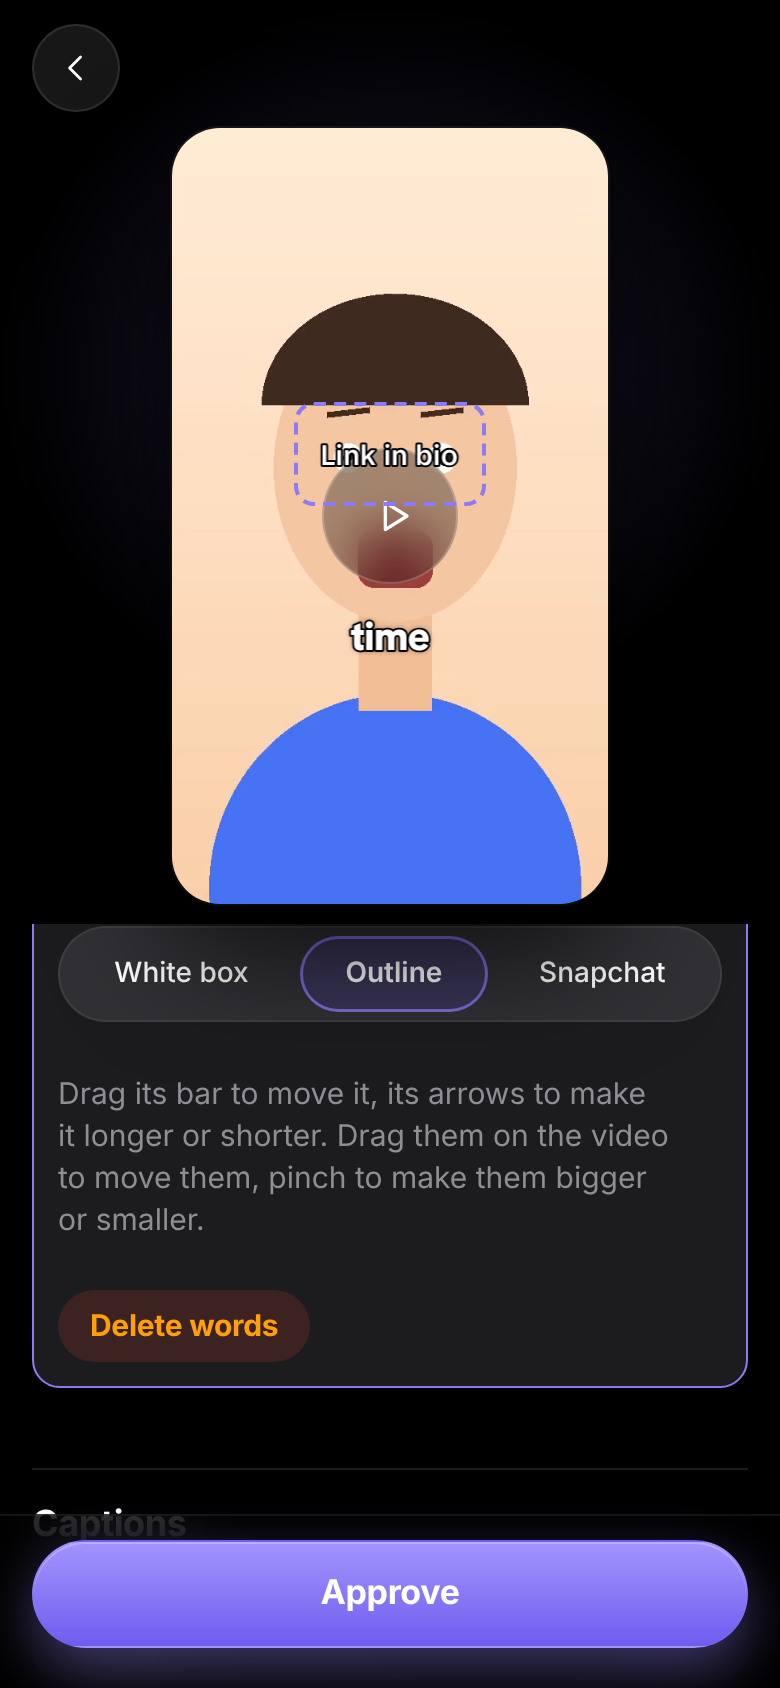 Link in bio
time
White box
Outline
Snapchat
Drag its bar to move it, its arrows to make
it longer or shorter. Drag them on the video
to move them, pinch to make them bigger
or smaller.
Delete words
Captions
Approve